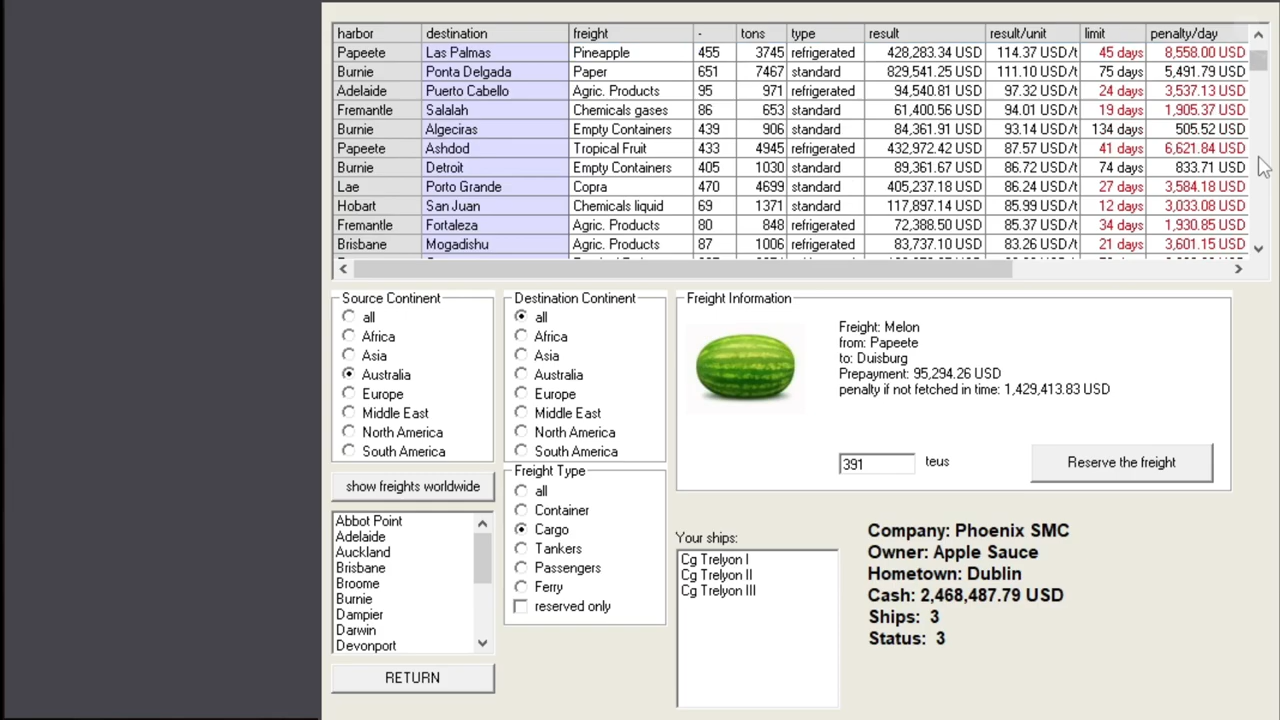 harbor destination freight - tons type result result/unit limit penalty/day
Papeete Las Palmas Pineapple 455 3745 refrigerated 428,283.34 USD 114.37 USD/t 45 days 8,558.00 USD
Burnie Ponta Delgada Paper 651 7467 standard 829,541.25 USD 111.10 USD/t 75 days 5,491.79 USD
Adelaide Puerto Cabello Agric. Products 95 971 refrigerated 94,540.81 USD 97.32 USD/t 24 days 3,537.13 USD
Fremantle Salalah Chemicals gases 86 653 standard 61,400.56 USD 94.01 USD/t 19 days 1,905.37 USD
Burnie Algeciras Empty Containers 439 906 standard 84,361.91 USD 93.14 USD/t 134 days 505.52 USD
Papeete Ashdod Tropical Fruit 433 4945 refrigerated 432,972.42 USD 87.57 USD/t 41 days 6,621.84 USD
Burnie Detroit Empty Containers 405 1030 standard 89,361.67 USD 86.72 USD/t 74 days 833.71 USD
Lae Porto Grande Copra 470 4699 standard 405,237.18 USD 86.24 USD/t 27 days 3,584.18 USD
Hobart San Juan Chemicals liquid 69 1371 standard 117,897.14 USD 85.99 USD/t 12 days 3,033.08 USD
Fremantle Fortaleza Agric. Products 80 848 refrigerated 72,388.50 USD 85.37 USD/t 34 days 1,930.85 USD
Brisbane Mogadishu Agric. Products 87 1006 refrigerated 83,737.10 USD 83.26 USD/t 21 days 3,601.15 USD
Source Continent
all
Africa
Asia
Australia
Europe
Middle East
North America
South America
show freights worldwide
Abbot Point
Adelaide
Auckland
Brisbane
Broome
Burnie
Dampier
Darwin
Devonport
RETURN
Destination Continent
all
Africa
Asia
Australia
Europe
Middle East
North America
South America
Freight Type
all
Container
Cargo
Tankers
Passengers
Ferry
reserved only
Freight Information
Freight: Melon
from: Papeete
to: Duisburg
Prepayment: 95,294.26 USD
penalty if not fetched in time: 1,429,413.83 USD
391 teus
Reserve the freight
Your ships:
Cg Trelyon I
Cg Trelyon II
Cg Trelyon III
Company: Phoenix SMC
Owner: Apple Sauce
Hometown: Dublin
Cash: 2,468,487.79 USD
Ships: 3
Status: 3